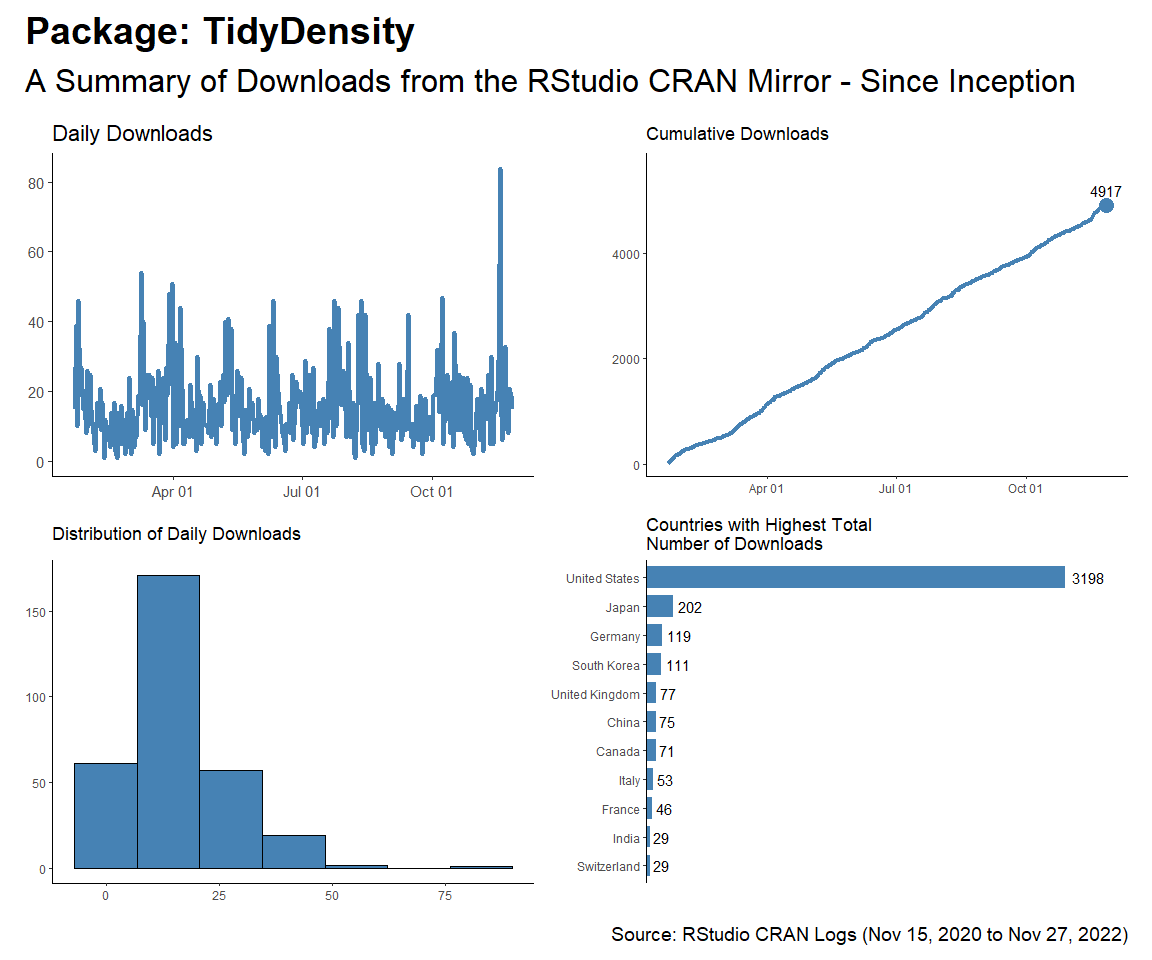 Package: TidyDensity
A Summary of Downloads from the RStudio CRAN Mirror - Since Inception
Daily Downloads
80
60
40
20
0
Apr 01
Jul 01
Oct 01
Cumulative Downloads
4917
4000
2000
0
Apr 01
Jul 01
Oct 01
Distribution of Daily Downloads
150
100
50
0
0
25
50
75
Countries with Highest Total
Number of Downloads
United States 3198
Japan 202
Germany 119
South Korea 111
United Kingdom 77
China 75
Canada 71
Italy 53
France 46
India 29
Switzerland 29
Source: RStudio CRAN Logs (Nov 15, 2020 to Nov 27, 2022)